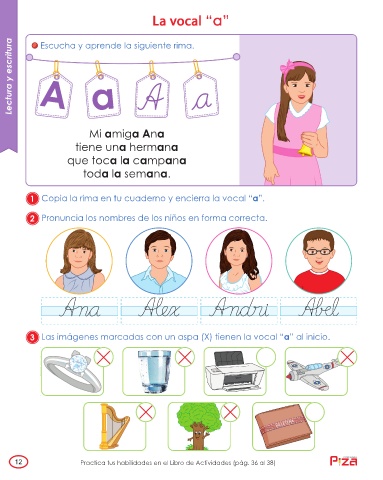 La vocal "a"
Lectura y escritura
Escucha y aprende la siguiente rima.
A a A a
Mi amiga Ana
tiene una hermana
que toca la campana
toda la semana.
1 Copia la rima en tu cuaderno y encierra la vocal "a".
2 Pronuncia los nombres de los niños en forma correcta.
Ana Alex Andri Abel
3 Las imágenes marcadas con un aspa (X) tienen la vocal "a" al inicio.
12 Practica tus habilidades en el Libro de Actividades (pág. 36 al 38)